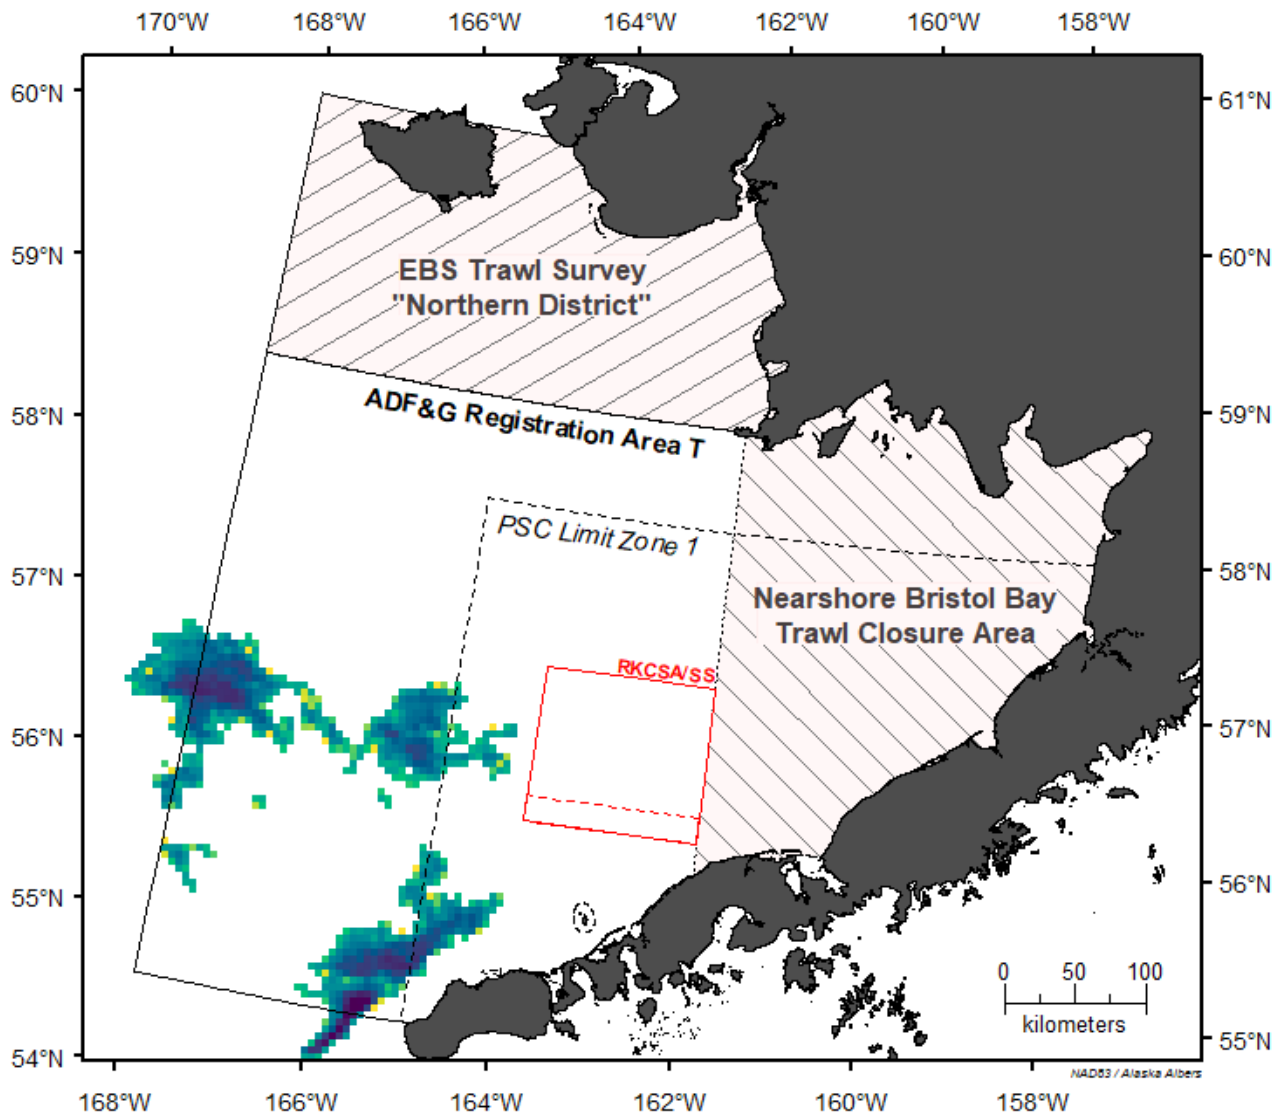 170°W 168°W 166°W 164°W 162°W 160°W 158°W
60°N
61°N
59°N
60°N
EBS Trawl Survey
"Northern District"
58°N
59°N
ADF&G Registration Area T
PSC Limit Zone 1
57°N
58°N
Nearshore Bristol Bay
Trawl Closure Area
RKCSA/SS
56°N
57°N
55°N
56°N
0 50 100
kilometers
54°N
55°N
NAD83 / Alaska Albers
168°W 166°W 164°W 162°W 160°W 158°W